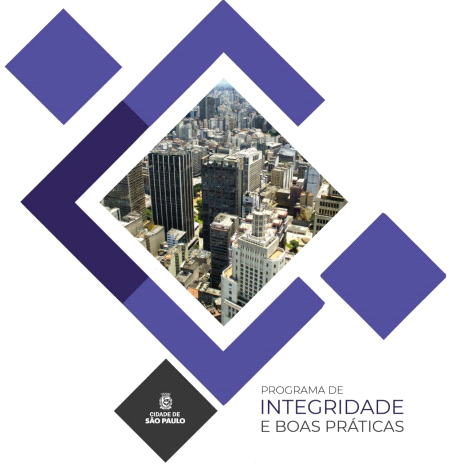 CIDADE DE
SÃO PAULO
PROGRAMA DE
INTEGRIDADE
E BOAS PRÁTICAS